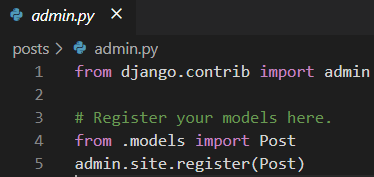 admin.py
posts > admin.py
1 from django.contrib import admin
2
3 # Register your models here.
4 from .models import Post
5 admin.site.register(Post)